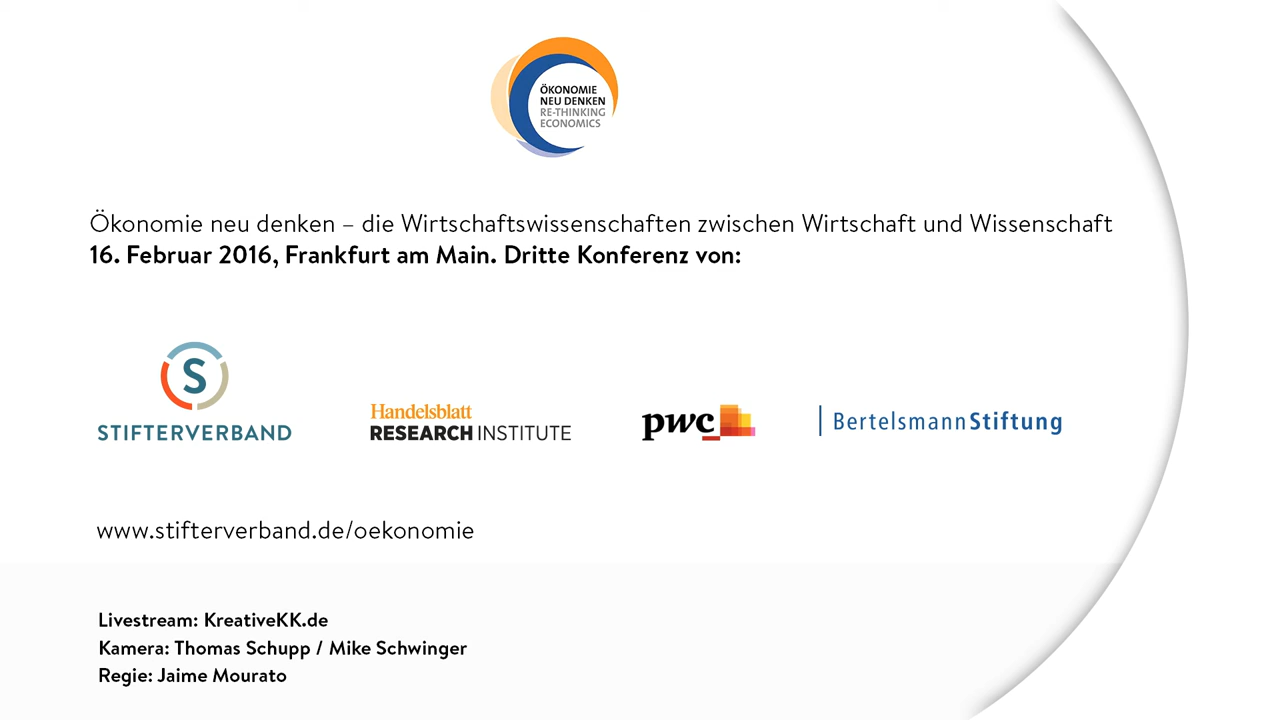 ÖKONOMIE
NEU DENKEN
RE-THINKING
ECONOMICS
Ökonomie neu denken – die Wirtschaftswissenschaften zwischen Wirtschaft und Wissenschaft
16. Februar 2016, Frankfurt am Main. Dritte Konferenz von:
S
STIFTERVERBAND
Handelsblatt
RESEARCH INSTITUTE
pwc
BertelsmannStiftung
www.stifterverband.de/oekonomie
Livestream: KreativeKK.de
Kamera: Thomas Schupp / Mike Schwinger
Regie: Jaime Mourato